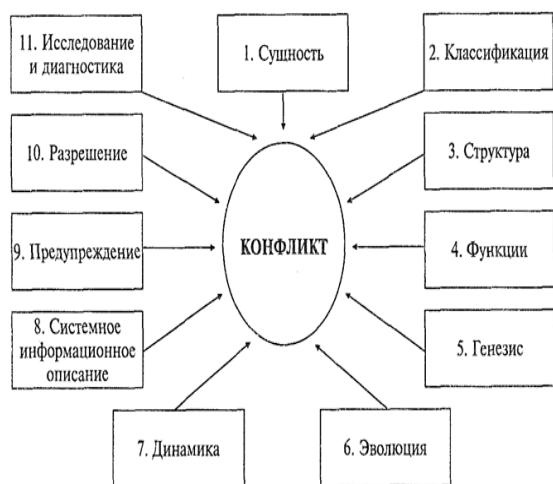 11. Исследование
и диагностика
1. Сущность
2. Классификация
10. Разрешение
3. Структура
КОНФЛИКТ
9. Предупреждение
4. Функции
8. Системное
информационное
описание
5. Генезис
7. Динамика
6. Эволюция